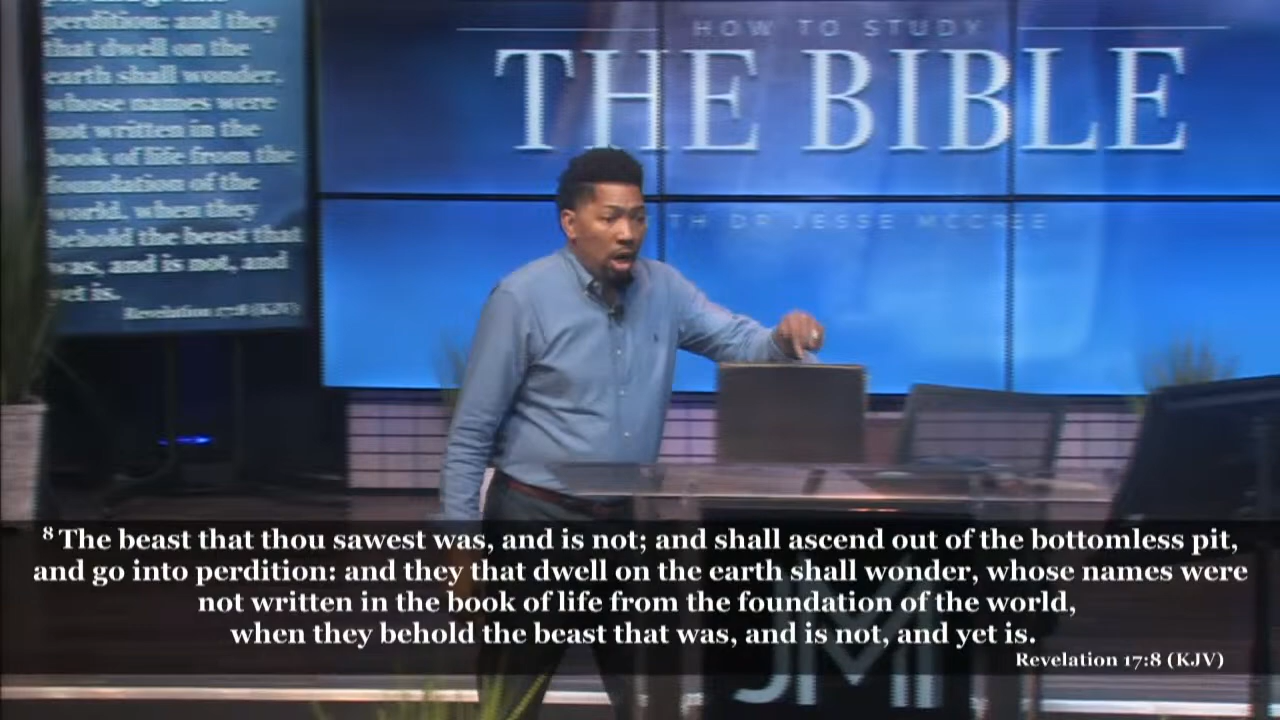 perdition: and they
that dwell on the
earth shall wonder,
whose names were
not written in the
book of life from the
foundation of the
world, when they
behold the beast that
was, and is not, and
yet is.
Revelation 17:8 (KJV)
HOW TO STUDY
THE BIBLE
TH DR JESSE MCCREE
8 The beast that thou sawest was, and is not; and shall ascend out of the bottomless pit,
and go into perdition: and they that dwell on the earth shall wonder, whose names were
not written in the book of life from the foundation of the world,
when they behold the beast that was, and is not, and yet is.
Revelation 17:8 (KJV)
JM